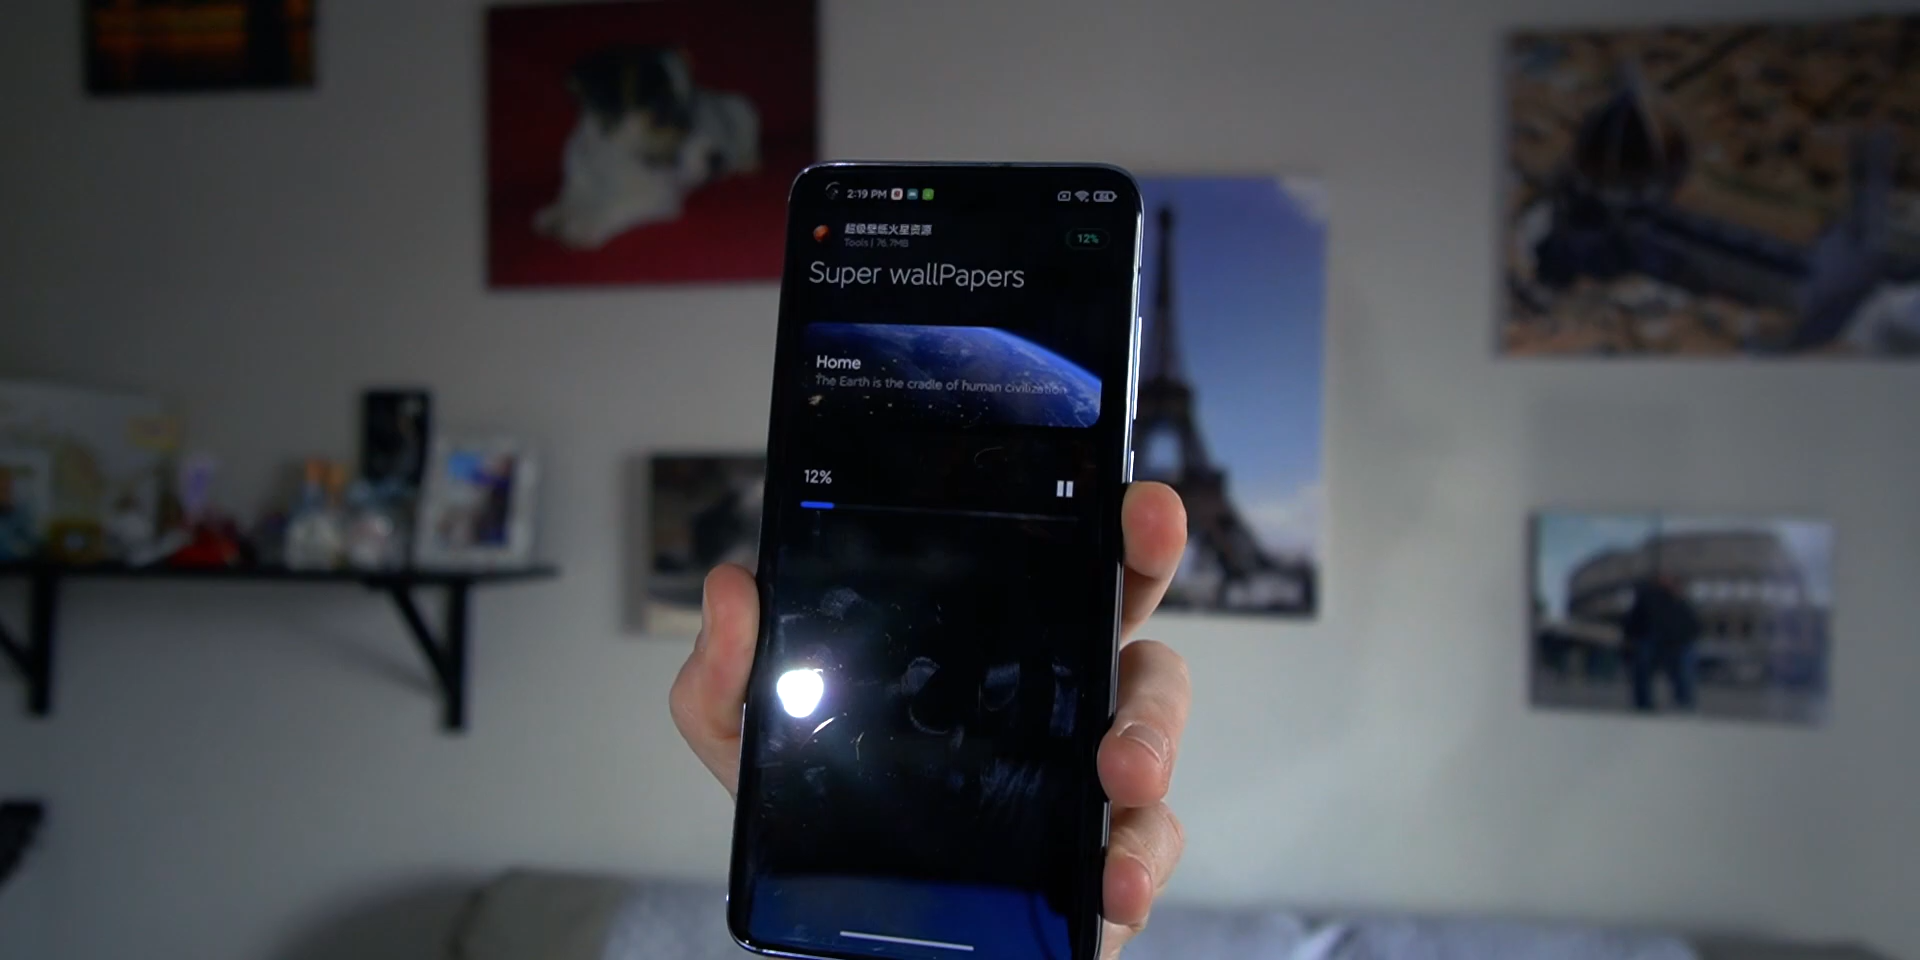 2:19 PM
超级壁纸火星资源
Tools | 76.7MB
12%
Super wallPapers
Home
The Earth is the cradle of human civilization
12%